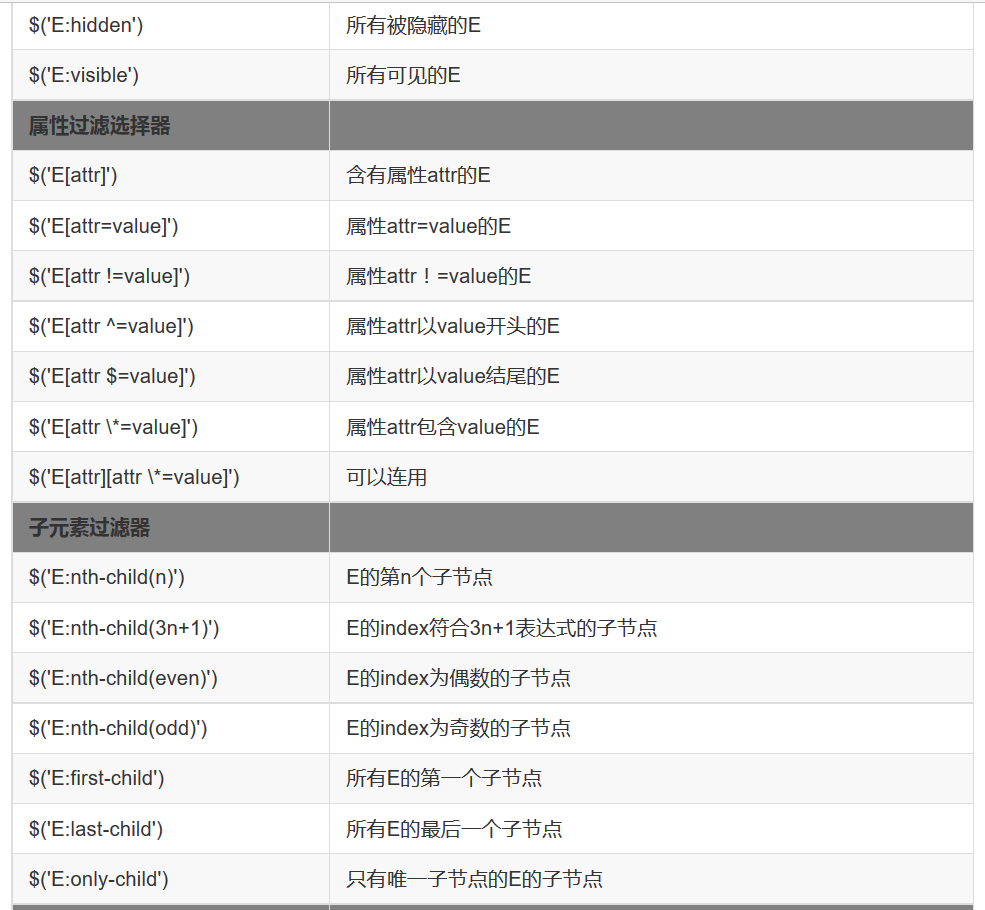 $('E:hidden') 所有被隐藏的E
$('E:visible') 所有可见的E
属性过滤选择器
$('E[attr]') 含有属性attr的E
$('E[attr=value]') 属性attr=value的E
$('E[attr !=value]') 属性attr！=value的E
$('E[attr ^=value]') 属性attr以value开头的E
$('E[attr $=value]') 属性attr以value结尾的E
$('E[attr \*=value]') 属性attr包含value的E
$('E[attr][attr \*=value]') 可以连用
子元素过滤器
$('E:nth-child(n)') E的第n个子节点
$('E:nth-child(3n+1)') E的index符合3n+1表达式的子节点
$('E:nth-child(even)') E的index为偶数的子节点
$('E:nth-child(odd)') E的index为奇数的子节点
$('E:first-child') 所有E的第一个子节点
$('E:last-child') 所有E的最后一个子节点
$('E:only-child') 只有唯一子节点的E的子节点